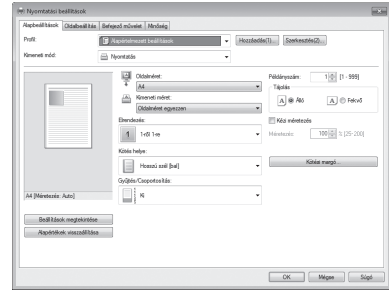 Nyomtatási beállítások
Alapbeállítások Oldalbeállítás Befejező művelet Minőség
Profil: Alapértelmezett beállítások Hozzáadás(1)... Szerkesztés(2)...
Kimeneti mód: Nyomtatás
Oldalméret:
A4
Kimeneti méret:
Oldalméret egyezzen
Példányszám: 1 [1 - 999]
Tájolás
A Álló A Fekvő
Elrendezés:
1 1-ről 1-re
Kézi méretezés
Méretezés: 100 % [25-200]
Kötés helye:
Hosszú szél [bal]
Kötési margó...
Gyűjtés/Csoportosítás:
Ki
A4 [Méretezés: Auto]
Beállítások megtekintése
Alapértékek visszaállítása
OK Mégse Súgó